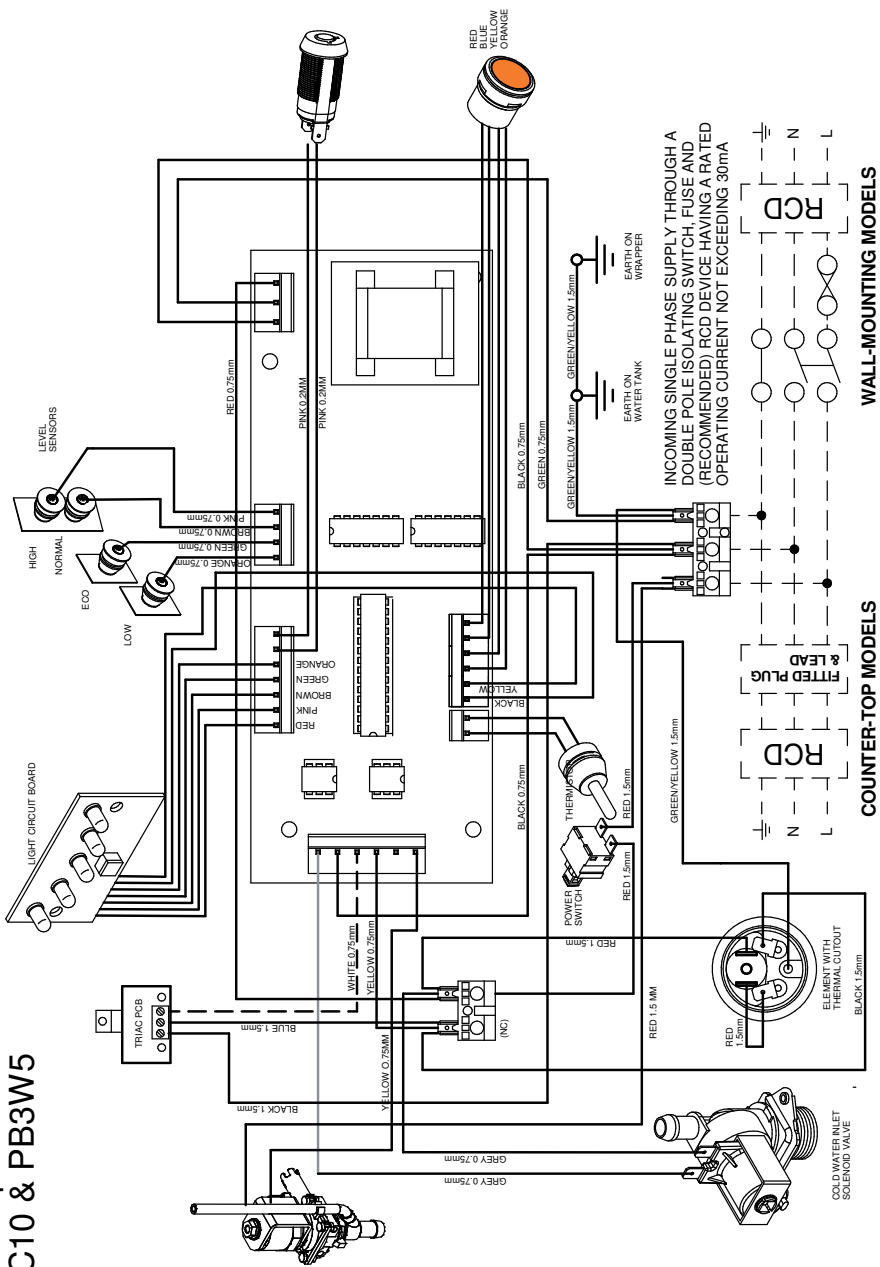 C10 & PB3W5
TRIAC PCB
BLACK 1.5mm
BLUE 1.5mm
WHITE 0.75mm
YELLOW 0.75mm
YELLOW O.75MM
GREY 0.75mm
GREY 0.75mm
COLD WATER INLET
SOLENOID VALVE
(NC)
RED 1.5 MM
RED
1.5mm
ELEMENT WITH
THERMAL CUTOUT
BLACK 1.5mm
LIGHT CIRCUIT BOARD
RED
PINK
BROWN
GREEN
ORANGE
BLACK
YELLOW
POWER
SWITCH
THERMISTOR
RED 1.5mm
RED 1.5mm
RED 1.5mm
BLACK 0.75mm
GREEN/YELLOW 1.5mm
LEVEL
SENSORS
HIGH
NORMAL
ECO
LOW
PINK 0.75mm
BROWN 0.75mm
GREEN 0.75mm
ORANGE 0.75mm
RED 0.75mm
PINK 0.2MM
PINK 0.2MM
BLACK 0.75mm
GREEN 0.75mm
GREEN/YELLOW 1.5mm
GREEN/YELLOW 1.5mm
GREEN/YELLOW 1.5mm
EARTH ON
WATER TANK
EARTH ON
WRAPPER
RED
BLUE
YELLOW
ORANGE
INCOMING SINGLE PHASE SUPPLY THROUGH A
DOUBLE POLE ISOLATING SWITCH, FUSE AND
(RECOMMENDED) RCD DEVICE HAVING A RATED
OPERATING CURRENT NOT EXCEEDING 30mA
N
L
RCD
FITTED PLUG
& LEAD
RCD
N
L
COUNTER-TOP MODELS
WALL-MOUNTING MODELS